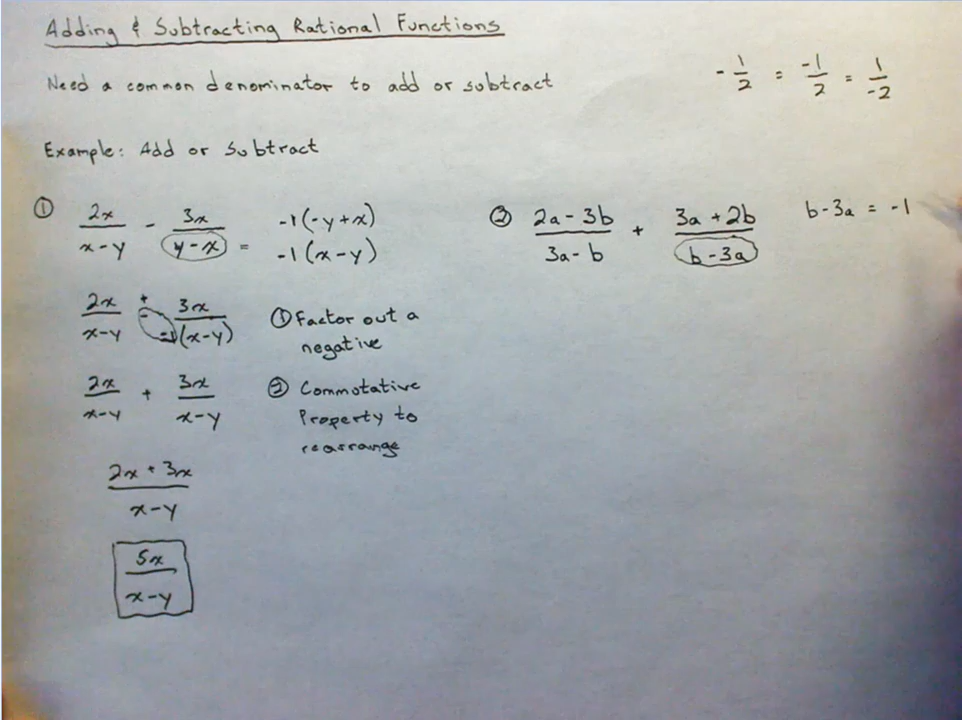 Adding & Subtracting Rational Functions
Need a common denominator to add or subtract
- 1/2 = -1/2 = 1/-2
Example: Add or Subtract
① 2x/(x-y) - 3x/(y-x) = -1(-y+x)
-1(x-y)
2x/(x-y) + - 3x/(-1(x-y))
① Factor out a
negative
2x/(x-y) + 3x/(x-y)
② Commotative
Property to
rearrange
(2x+3x)/(x-y)
5x/(x-y)
② (2a-3b)/(3a-b) + (3a+2b)/(b-3a)
b-3a = -1